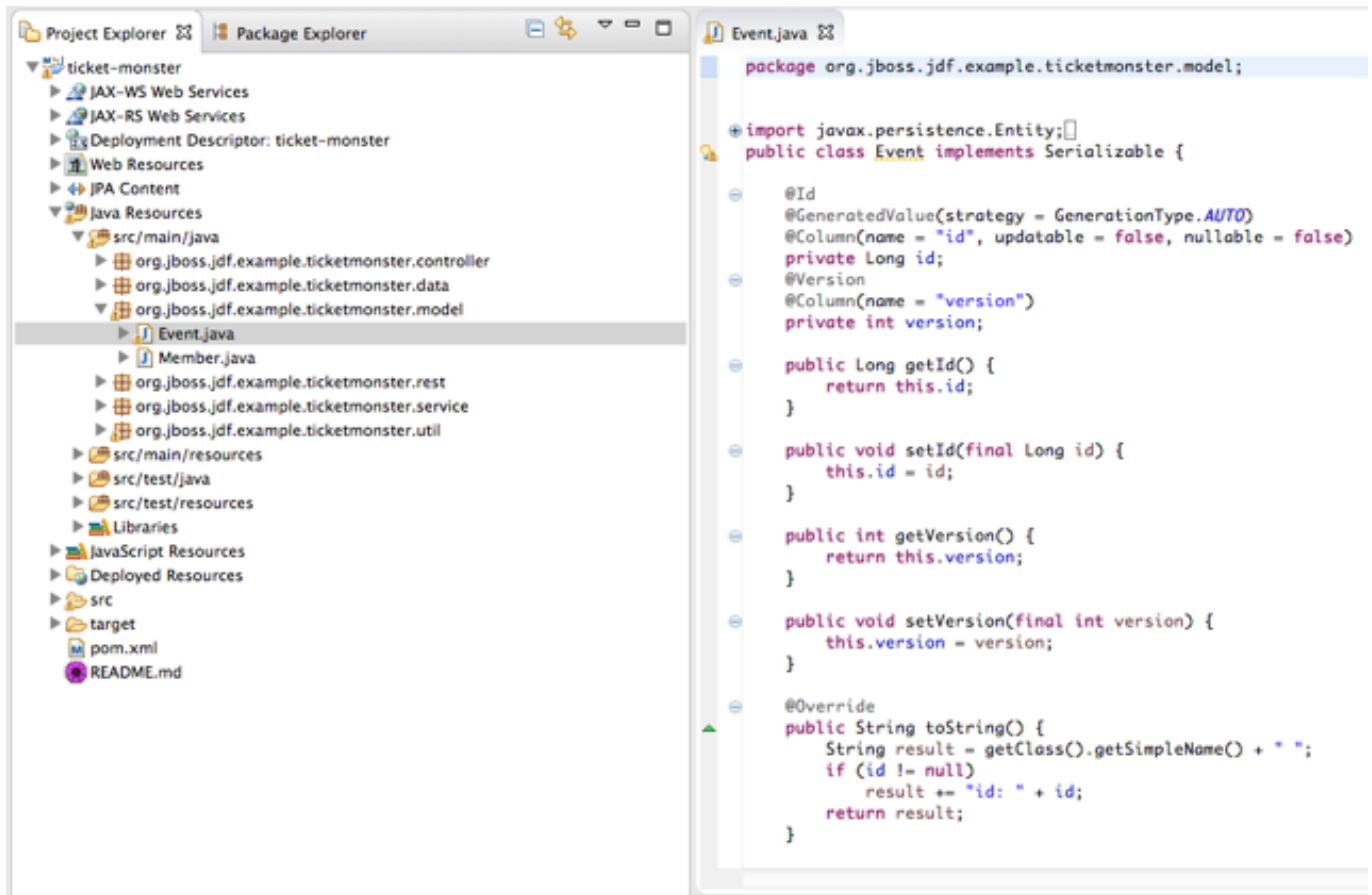 Project Explorer
Package Explorer
ticket-monster
JAX-WS Web Services
JAX-RS Web Services
Deployment Descriptor: ticket-monster
Web Resources
JPA Content
Java Resources
src/main/java
org.jboss.jdf.example.ticketmonster.controller
org.jboss.jdf.example.ticketmonster.data
org.jboss.jdf.example.ticketmonster.model
Event.java
Member.java
org.jboss.jdf.example.ticketmonster.rest
org.jboss.jdf.example.ticketmonster.service
org.jboss.jdf.example.ticketmonster.util
src/main/resources
src/test/java
src/test/resources
Libraries
JavaScript Resources
Deployed Resources
src
target
pom.xml
README.md
Event.java
package org.jboss.jdf.example.ticketmonster.model;
import javax.persistence.Entity;
public class Event implements Serializable {
@Id
@GeneratedValue(strategy = GenerationType.AUTO)
@Column(name = "id", updatable = false, nullable = false)
private Long id;
@Version
@Column(name = "version")
private int version;
public Long getId() {
return this.id;
}
public void setId(final Long id) {
this.id = id;
}
public int getVersion() {
return this.version;
}
public void setVersion(final int version) {
this.version = version;
}
@Override
public String toString() {
String result = getClass().getSimpleName() + " ";
if (id != null)
result += "id: " + id;
return result;
}